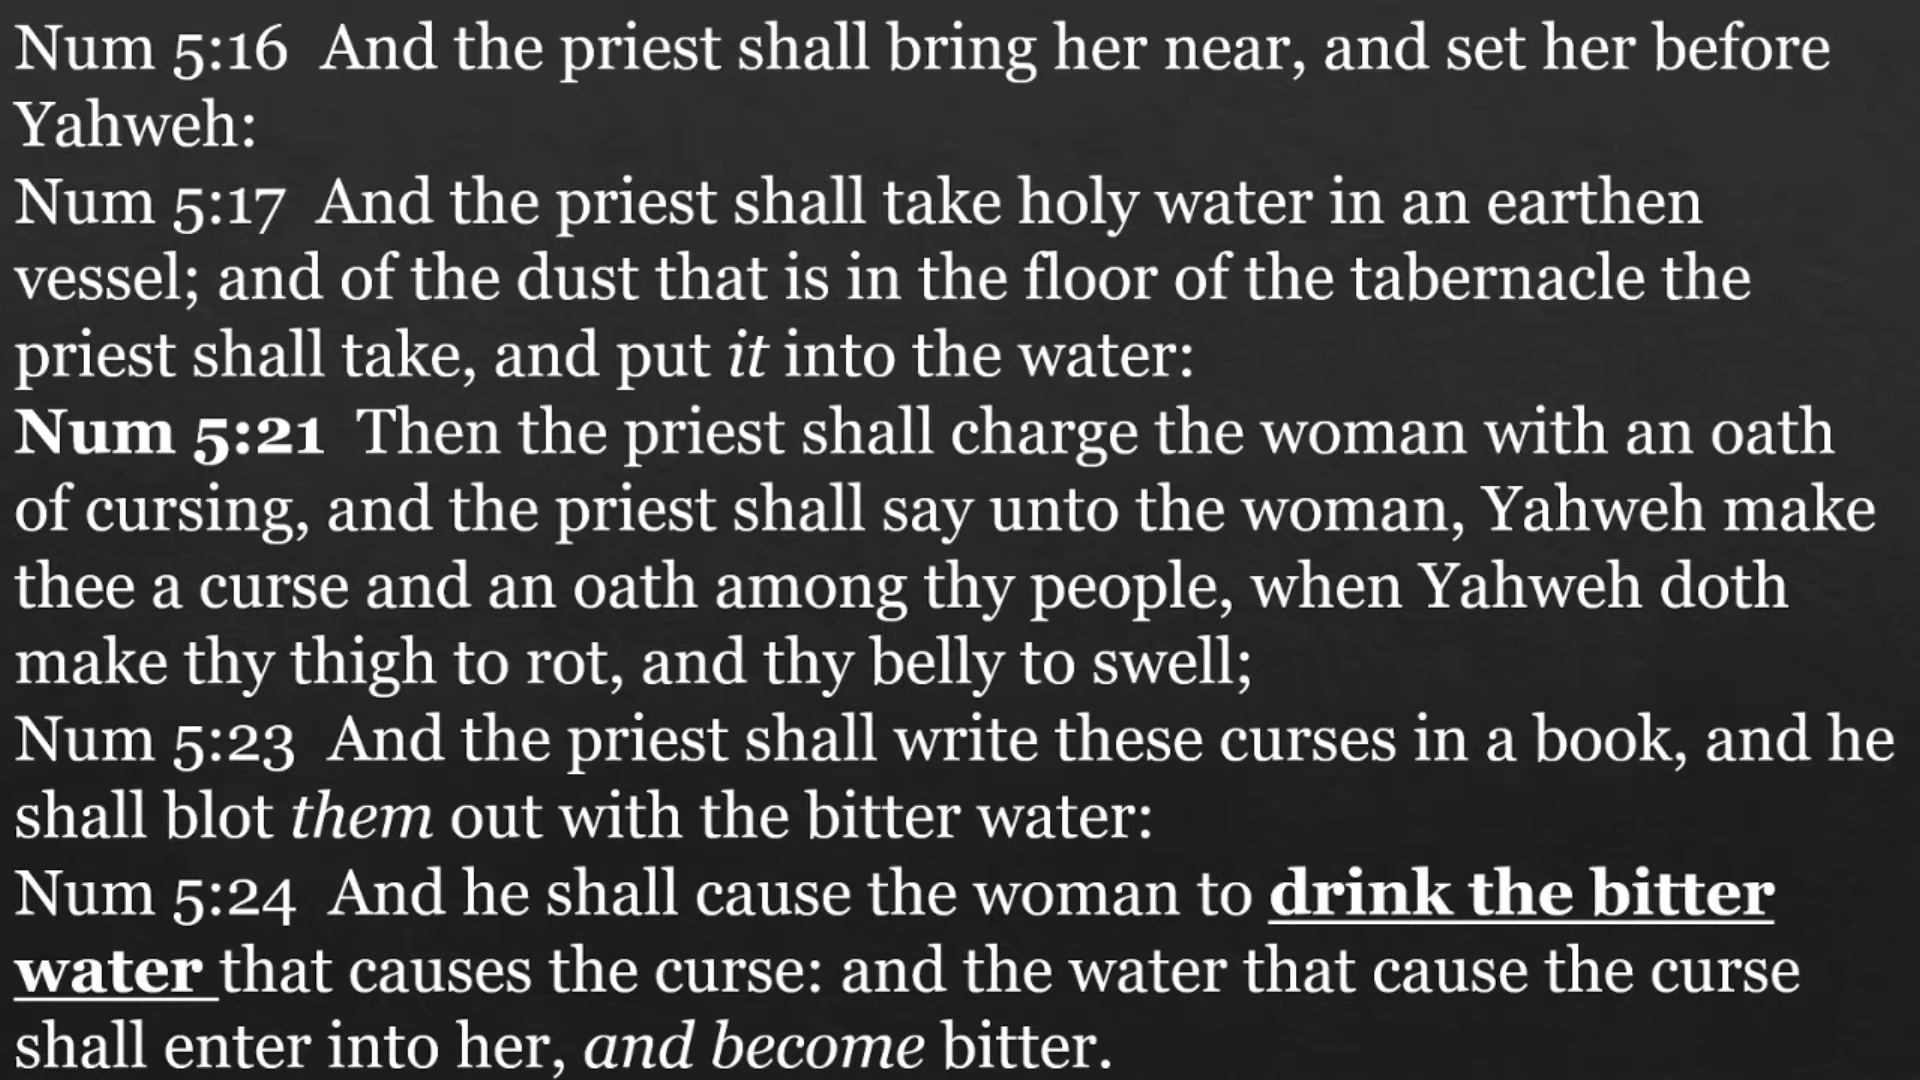 Num 5:16  And the priest shall bring her near, and set her before
Yahweh:
Num 5:17  And the priest shall take holy water in an earthen
vessel; and of the dust that is in the floor of the tabernacle the
priest shall take, and put it into the water:
Num 5:21  Then the priest shall charge the woman with an oath
of cursing, and the priest shall say unto the woman, Yahweh make
thee a curse and an oath among thy people, when Yahweh doth
make thy thigh to rot, and thy belly to swell;
Num 5:23  And the priest shall write these curses in a book, and he
shall blot them out with the bitter water:
Num 5:24  And he shall cause the woman to drink the bitter
water that causes the curse: and the water that cause the curse
shall enter into her, and become bitter.